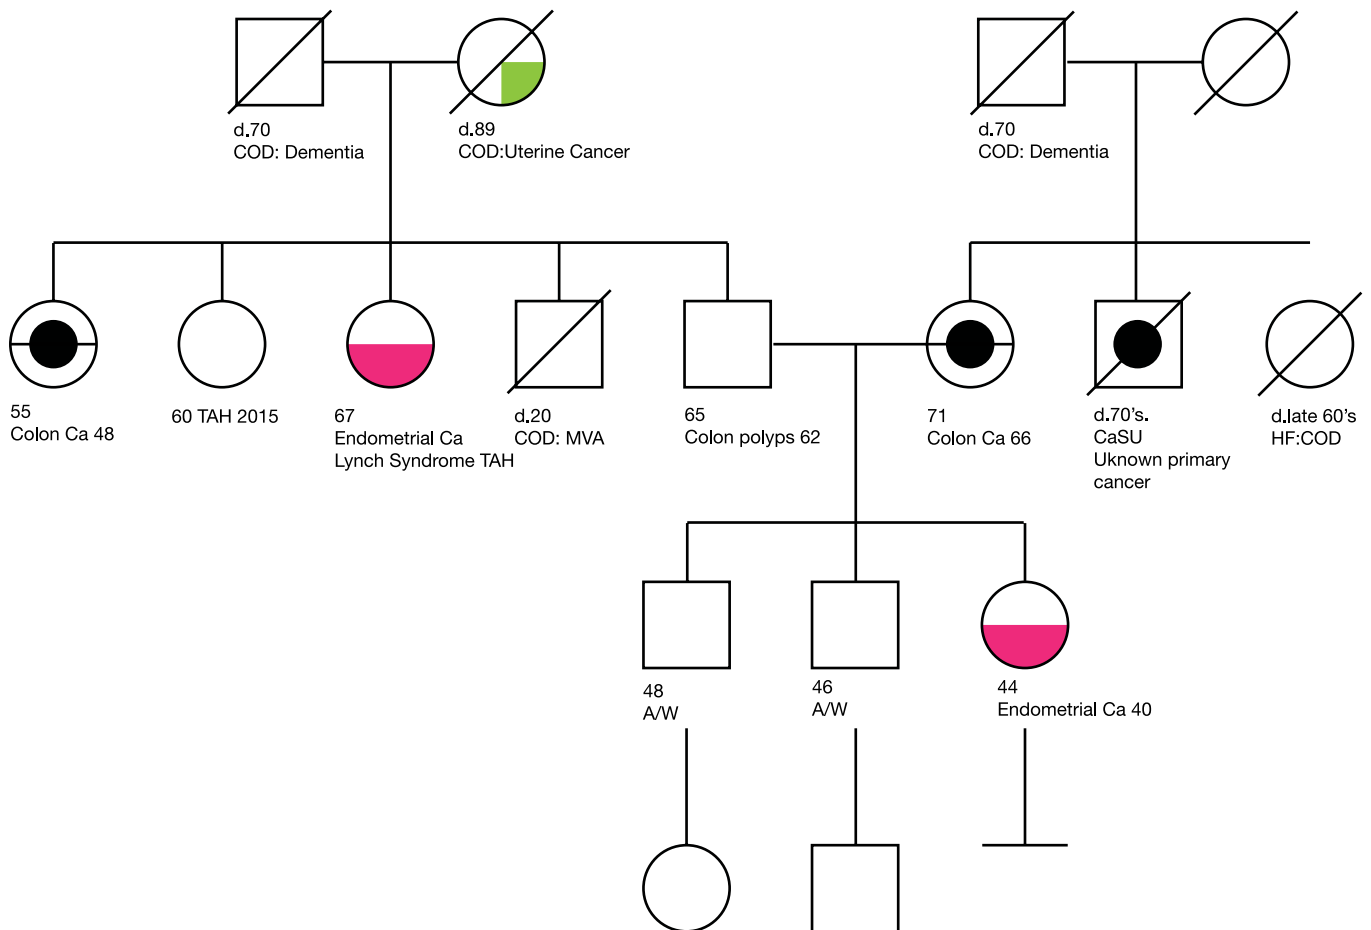 d.70
COD: Dementia
d.89
COD:Uterine Cancer
d.70
COD: Dementia
55
Colon Ca 48
60 TAH 2015
67
Endometrial Ca
Lynch Syndrome TAH
d.20
COD: MVA
65
Colon polyps 62
71
Colon Ca 66
d.70's.
CaSU
Uknown primary
cancer
d.late 60's
HF:COD
48
A/W
46
A/W
44
Endometrial Ca 40